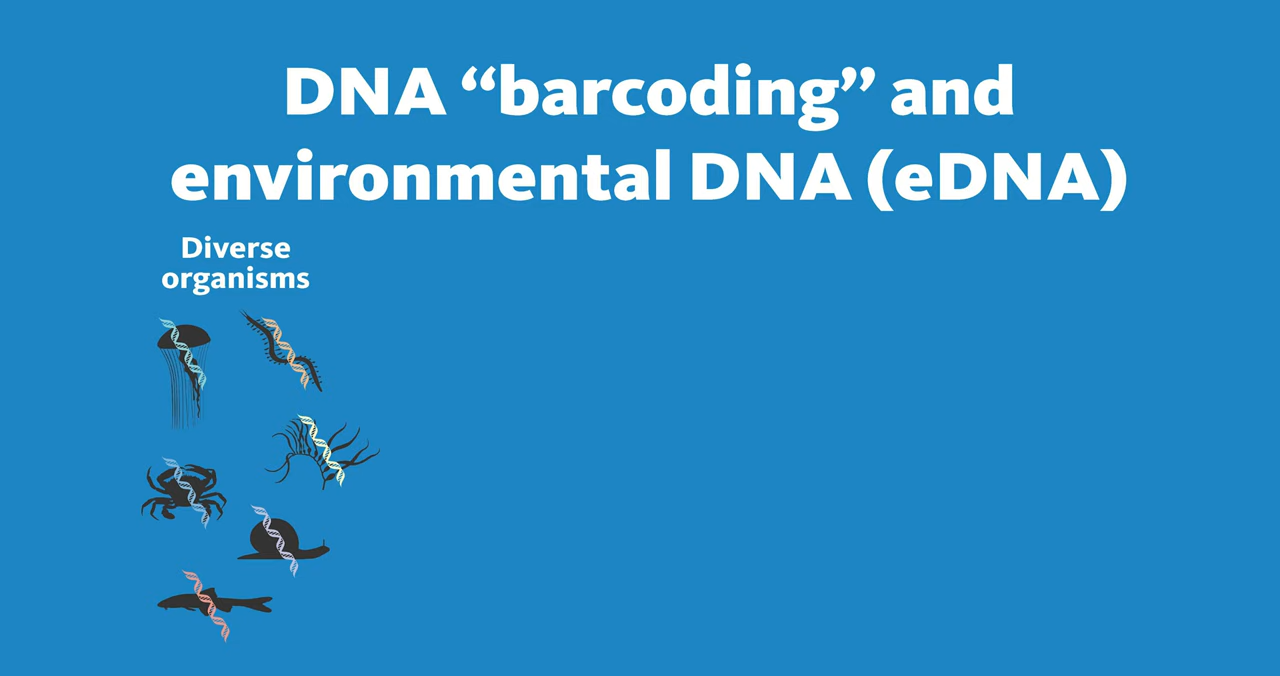 DNA “barcoding” and
environmental DNA (eDNA)
Diverse
organisms